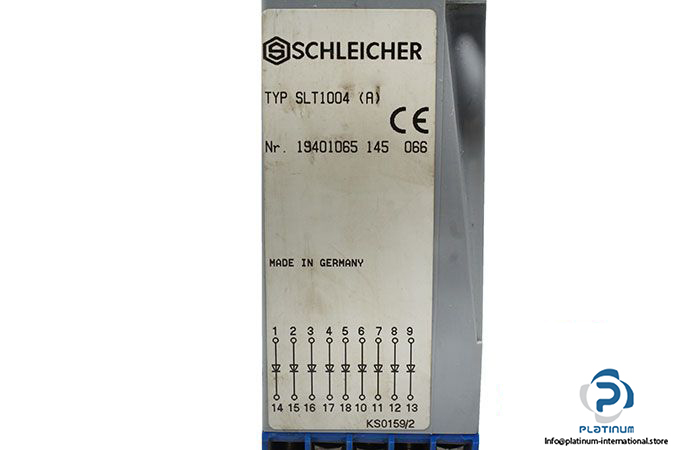 SCHLEICHER
TYP SLT1004 (A)
CE
Nr. 19401065 145 066
MADE IN GERMANY
1 2 3 4 5 6 7 8 9
14 15 16 17 18 10 11 12 13
KS0159/2
PLATINUM
Info@platinum-international.store